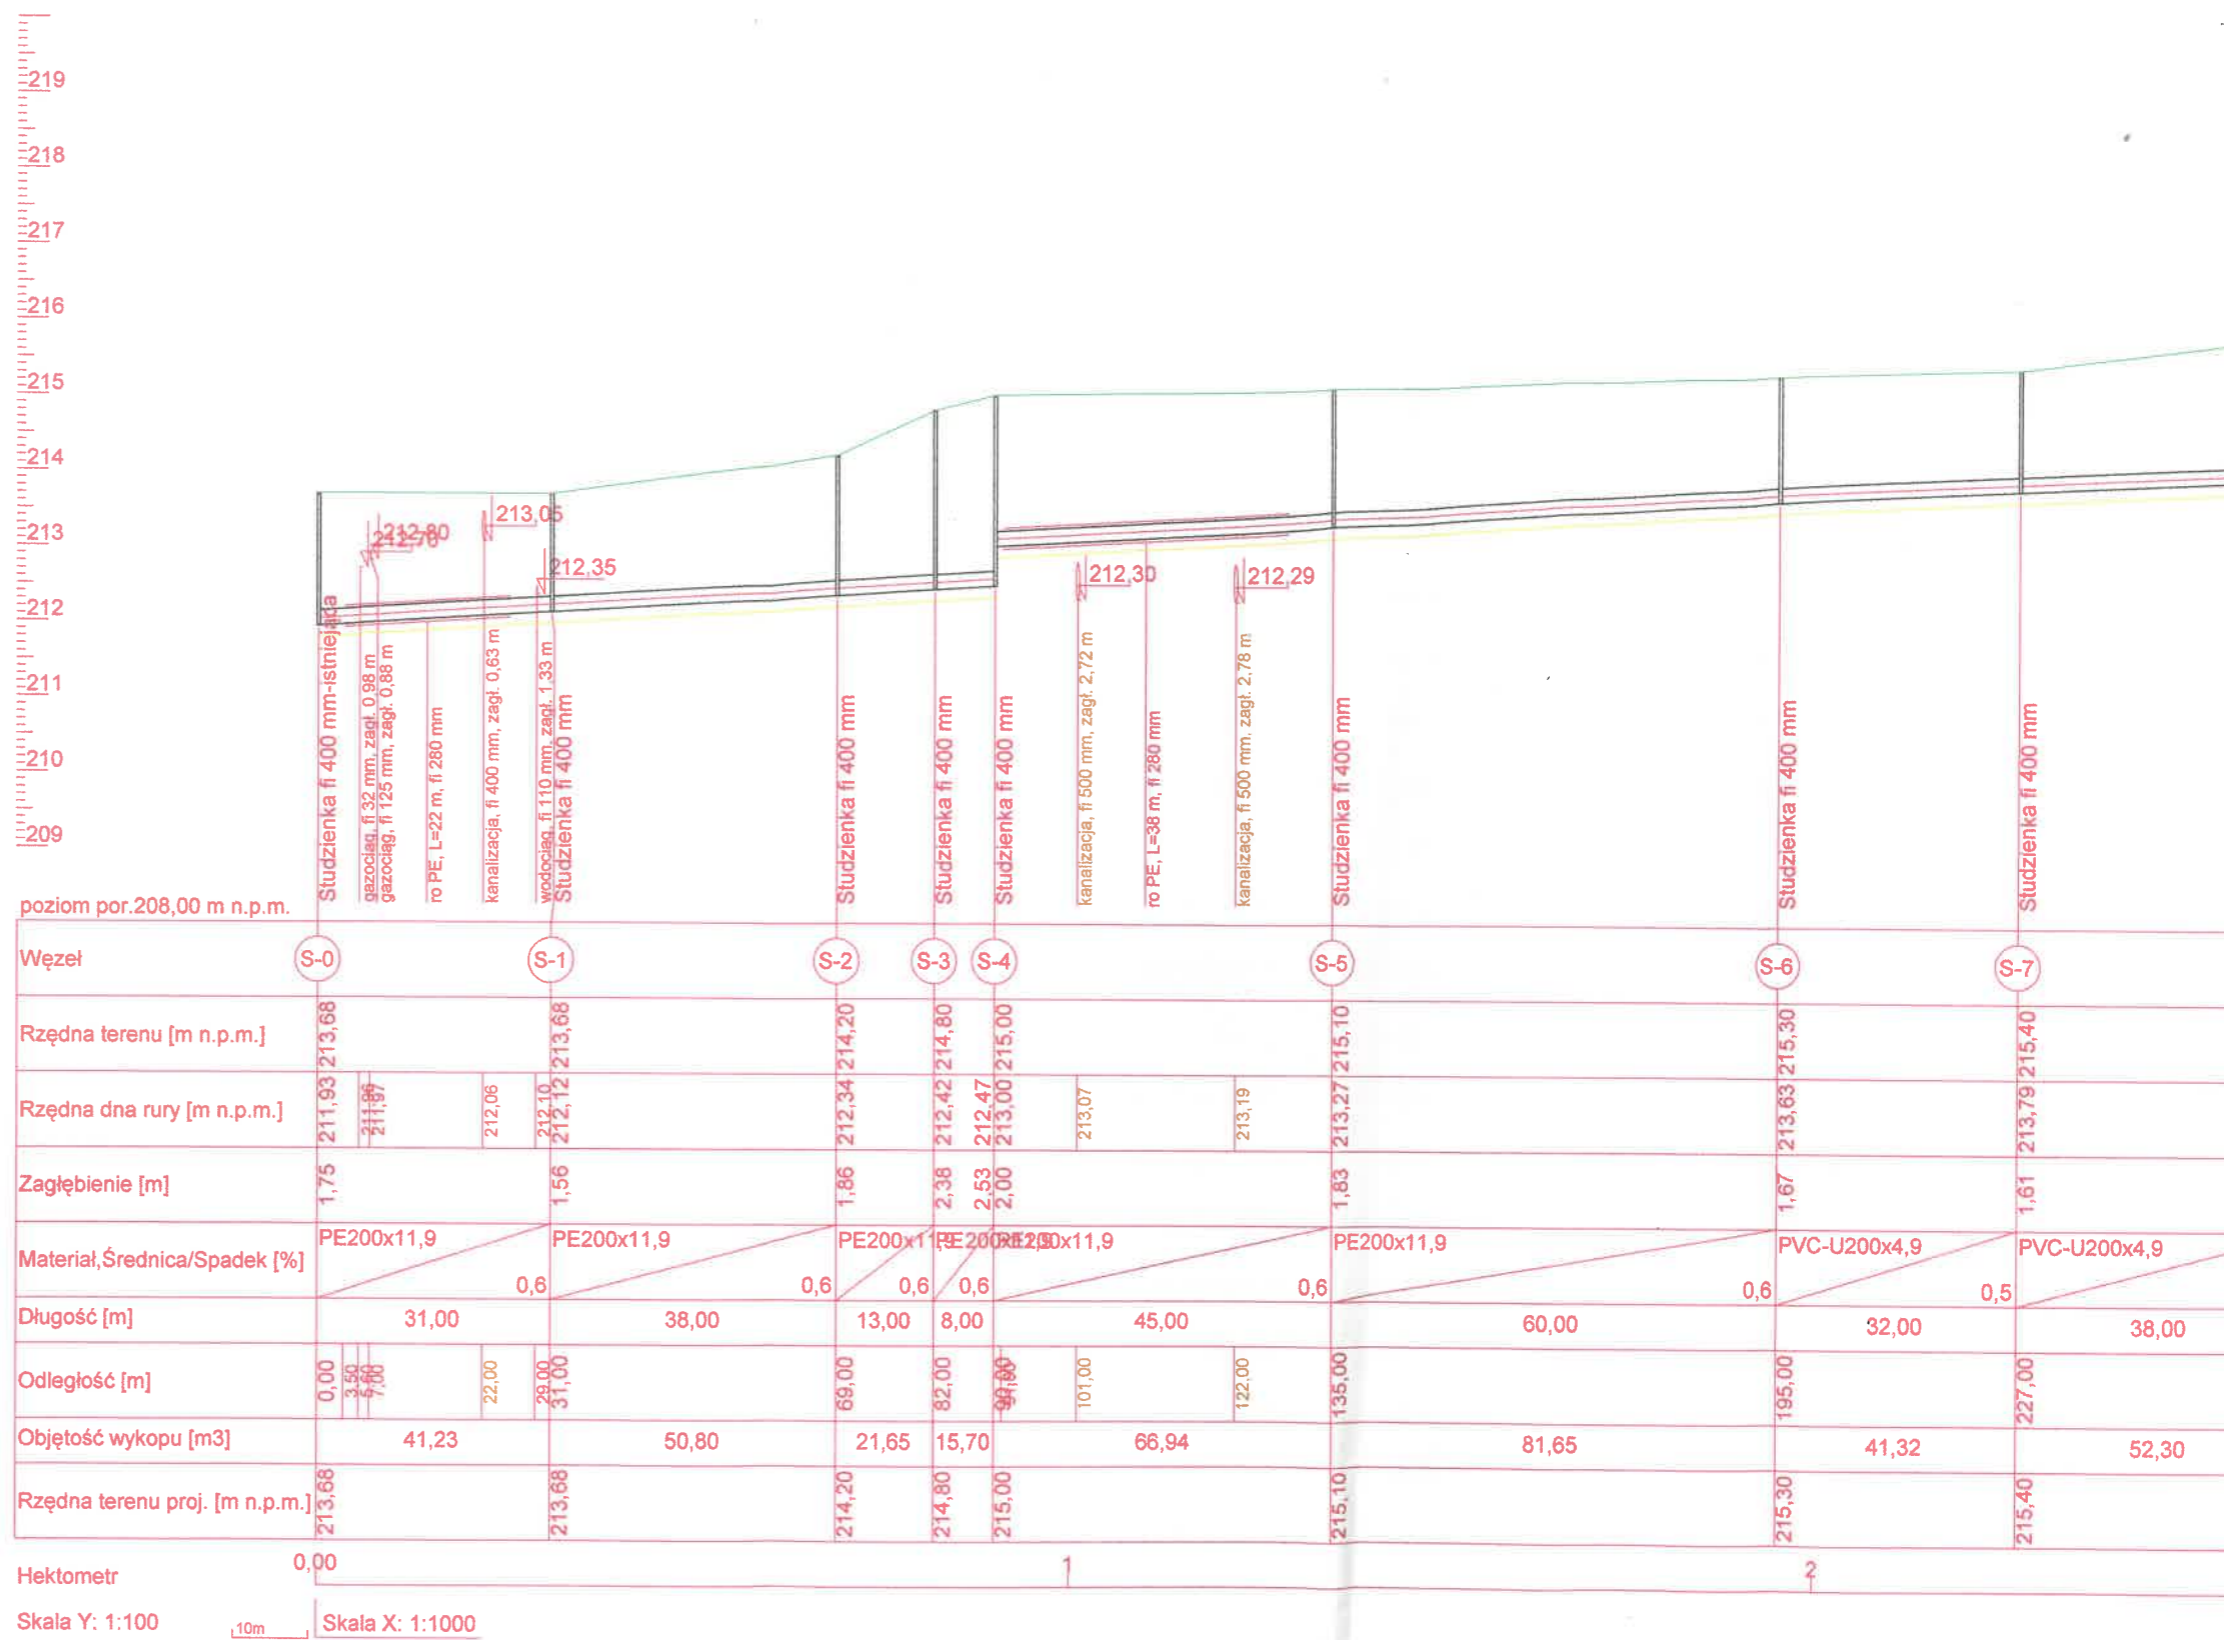 219
218
217
216
215
214
213
212
211
210
209
212,80
213,05
212,35
212,30
212,29
Studzienka fi 400 mm-istniejąca
gazociąg, fi 32 mm, zagł. 0,98 m
gazociąg, fi 125 mm, zagł. 0,88 m
ro PE, L=22 m, fi 280 mm
kanalizacja, fi 400 mm, zagł. 0,63 m
wodociąg, fi 110 mm, zagł. 1,33 m
Studzienka fi 400 mm
Studzienka fi 400 mm
Studzienka fi 400 mm
Studzienka fi 400 mm
kanalizacja, fi 500 mm, zagł. 2,72 m
ro PE, L=38 m, fi 280 mm
kanalizacja, fi 500 mm, zagł. 2,78 m
Studzienka fi 400 mm
Studzienka fi 400 mm
Studzienka fi 400 mm
poziom por.208,00 m n.p.m.
Węzeł S-0 S-1 S-2 S-3 S-4 S-5 S-6 S-7
Rzędna terenu [m n.p.m.] 213,68 213,68 214,20 214,80 215,00 215,10 215,30 215,40
Rzędna dna rury [m n.p.m.] 211,93 211,97 212,06 212,10 212,12 212,34 212,42 212,47 213,00 213,07 213,19 213,27 213,63 213,79
Zagłębienie [m] 1,75 1,56 1,86 2,38 2,53 2,00 1,83 1,67 1,61
Materiał,Średnica/Spadek [%] PE200x11,9 PE200x11,9 PE200x11,9 PE200x11,9 PE200x11,9 PE200x11,9 PVC-U200x4,9 PVC-U200x4,9
0,6 0,6 0,6 0,6 0,6 0,6 0,5
Długość [m] 31,00 38,00 13,00 8,00 45,00 60,00 32,00 38,00
Odległość [m] 0,00 3,50 5,60 7,00 22,00 29,00 31,00 69,00 82,00 90,00 101,00 122,00 135,00 195,00 227,00
Objętość wykopu [m3] 41,23 50,80 21,65 15,70 66,94 81,65 41,32 52,30
Rzędna terenu proj. [m n.p.m.] 213,68 213,68 214,20 214,80 215,00 215,10 215,30 215,40
Hektometr 0,00 1 2
Skala Y: 1:100 10m Skala X: 1:1000